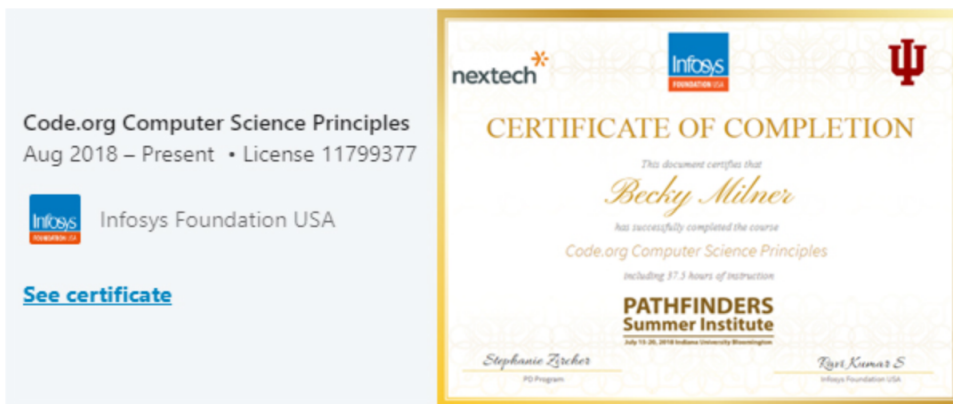 Code.org Computer Science Principles
Aug 2018 – Present • License 11799377
Infosys
FOUNDATION USA
Infosys Foundation USA
See certificate
nextech
Infosys
FOUNDATION USA
CERTIFICATE OF COMPLETION
This document certifies that
Becky Milner
has successfully completed the course
Code.org Computer Science Principles
including 37.5 hours of instruction
PATHFINDERS
Summer Institute
July 15-20, 2018 Indiana University Bloomington
Stephanie Zircher
PD Program
Ravi Kumar S
Infosys Foundation USA